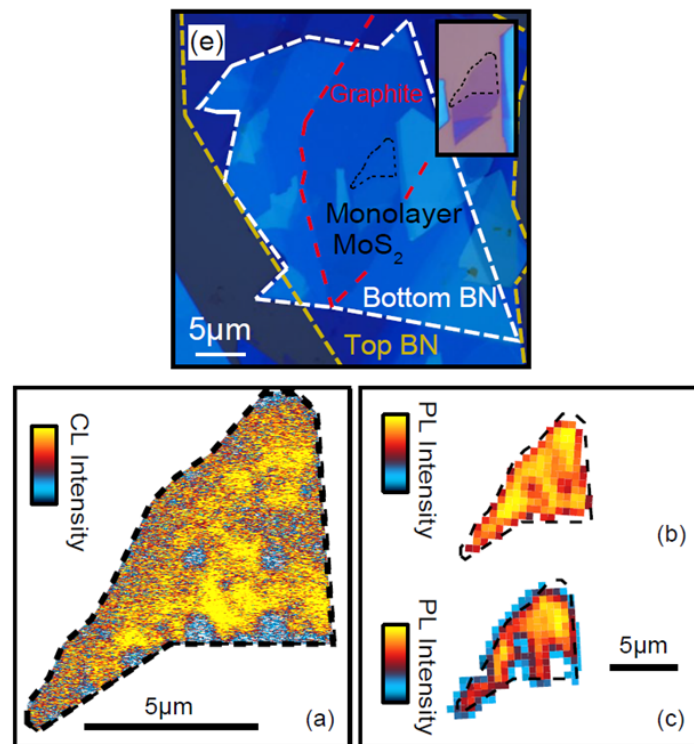 (e)
Graphite
Monolayer
MoS₂
Bottom BN
5μm
Top BN
CL Intensity
5μm
(a)
PL Intensity
(b)
PL Intensity
5μm
(c)